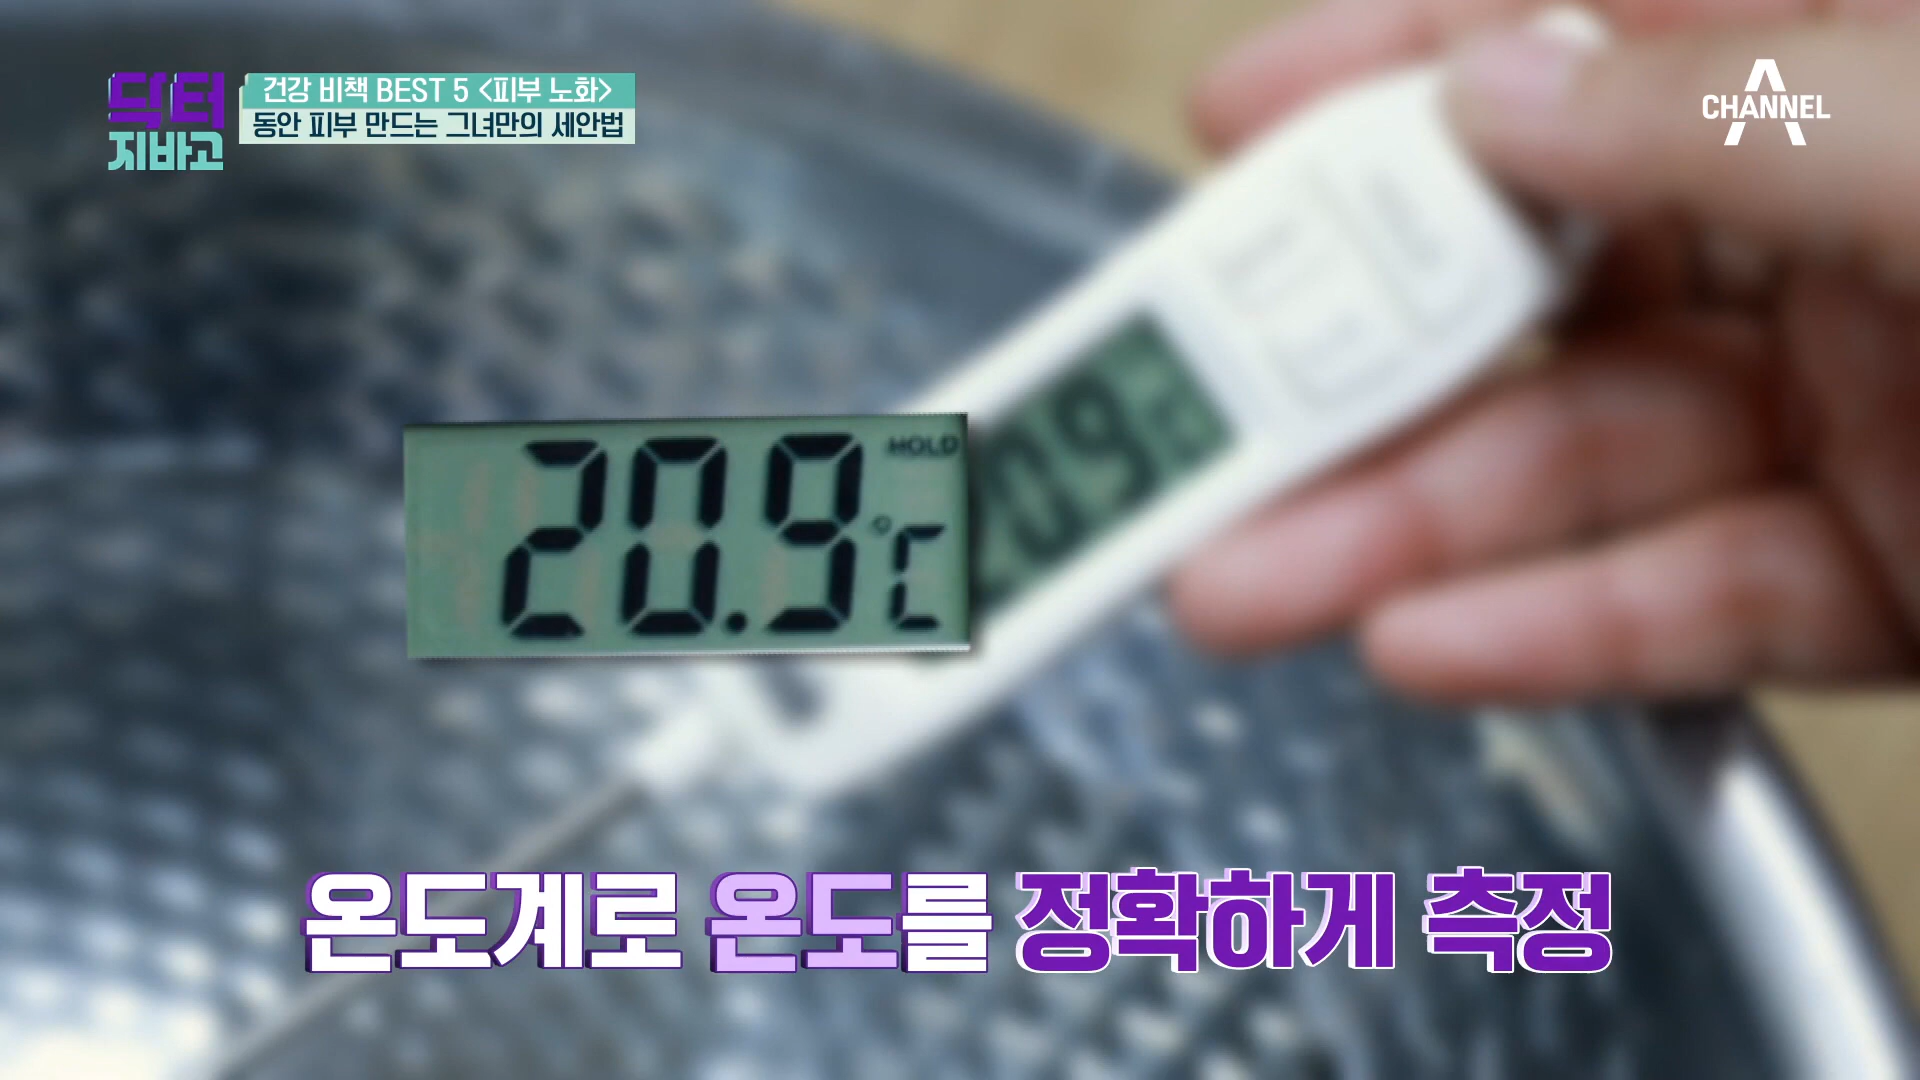 닥터
지바고
건강 비책 BEST 5 <피부 노화>
동안 피부 만드는 그녀만의 세안법
CHANNEL A
HOLD
20.9 °C
20.9
온도계로 온도를 정확하게 측정